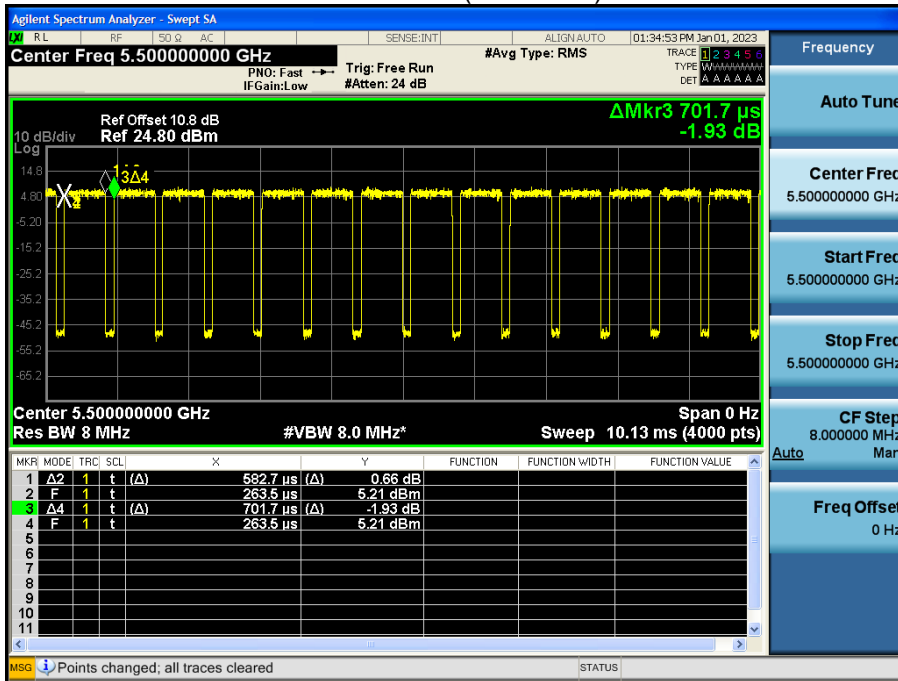 Agilent Spectrum Analyzer - Swept SA
LXI RL RF 50 Ω AC SENSE:INT ALIGN AUTO 01:34:53 PM Jan 01, 2023
Center Freq 5.500000000 GHz #Avg Type: RMS TRACE 1 2 3 4 5 6
PNO: Fast Trig: Free Run TYPE WWWWWW
IFGain:Low #Atten: 24 dB DET A A A A A A
Frequency
Ref Offset 10.8 dB ΔMkr3 701.7 µs
10 dB/div Ref 24.80 dBm -1.93 dB
Log
14.8
4.80
-5.20
-15.2
-25.2
-35.2
-45.2
-55.2
-65.2
3Δ4
Center 5.500000000 GHz Span 0 Hz
Res BW 8 MHz #VBW 8.0 MHz* Sweep 10.13 ms (4000 pts)
MKR MODE TRC SCL X Y FUNCTION FUNCTION WIDTH FUNCTION VALUE
1 Δ2 1 t (Δ) 582.7 µs (Δ) 0.66 dB
2 F 1 t 263.5 µs 5.21 dBm
3 Δ4 1 t (Δ) 701.7 µs (Δ) -1.93 dB
4 F 1 t 263.5 µs 5.21 dBm
5
6
7
8
9
10
11
MSG Points changed; all traces cleared STATUS
Auto Tune
Center Freq
5.500000000 GHz
Start Freq
5.500000000 GHz
Stop Freq
5.500000000 GHz
CF Step
8.000000 MHz
Auto Man
Freq Offset
0 Hz